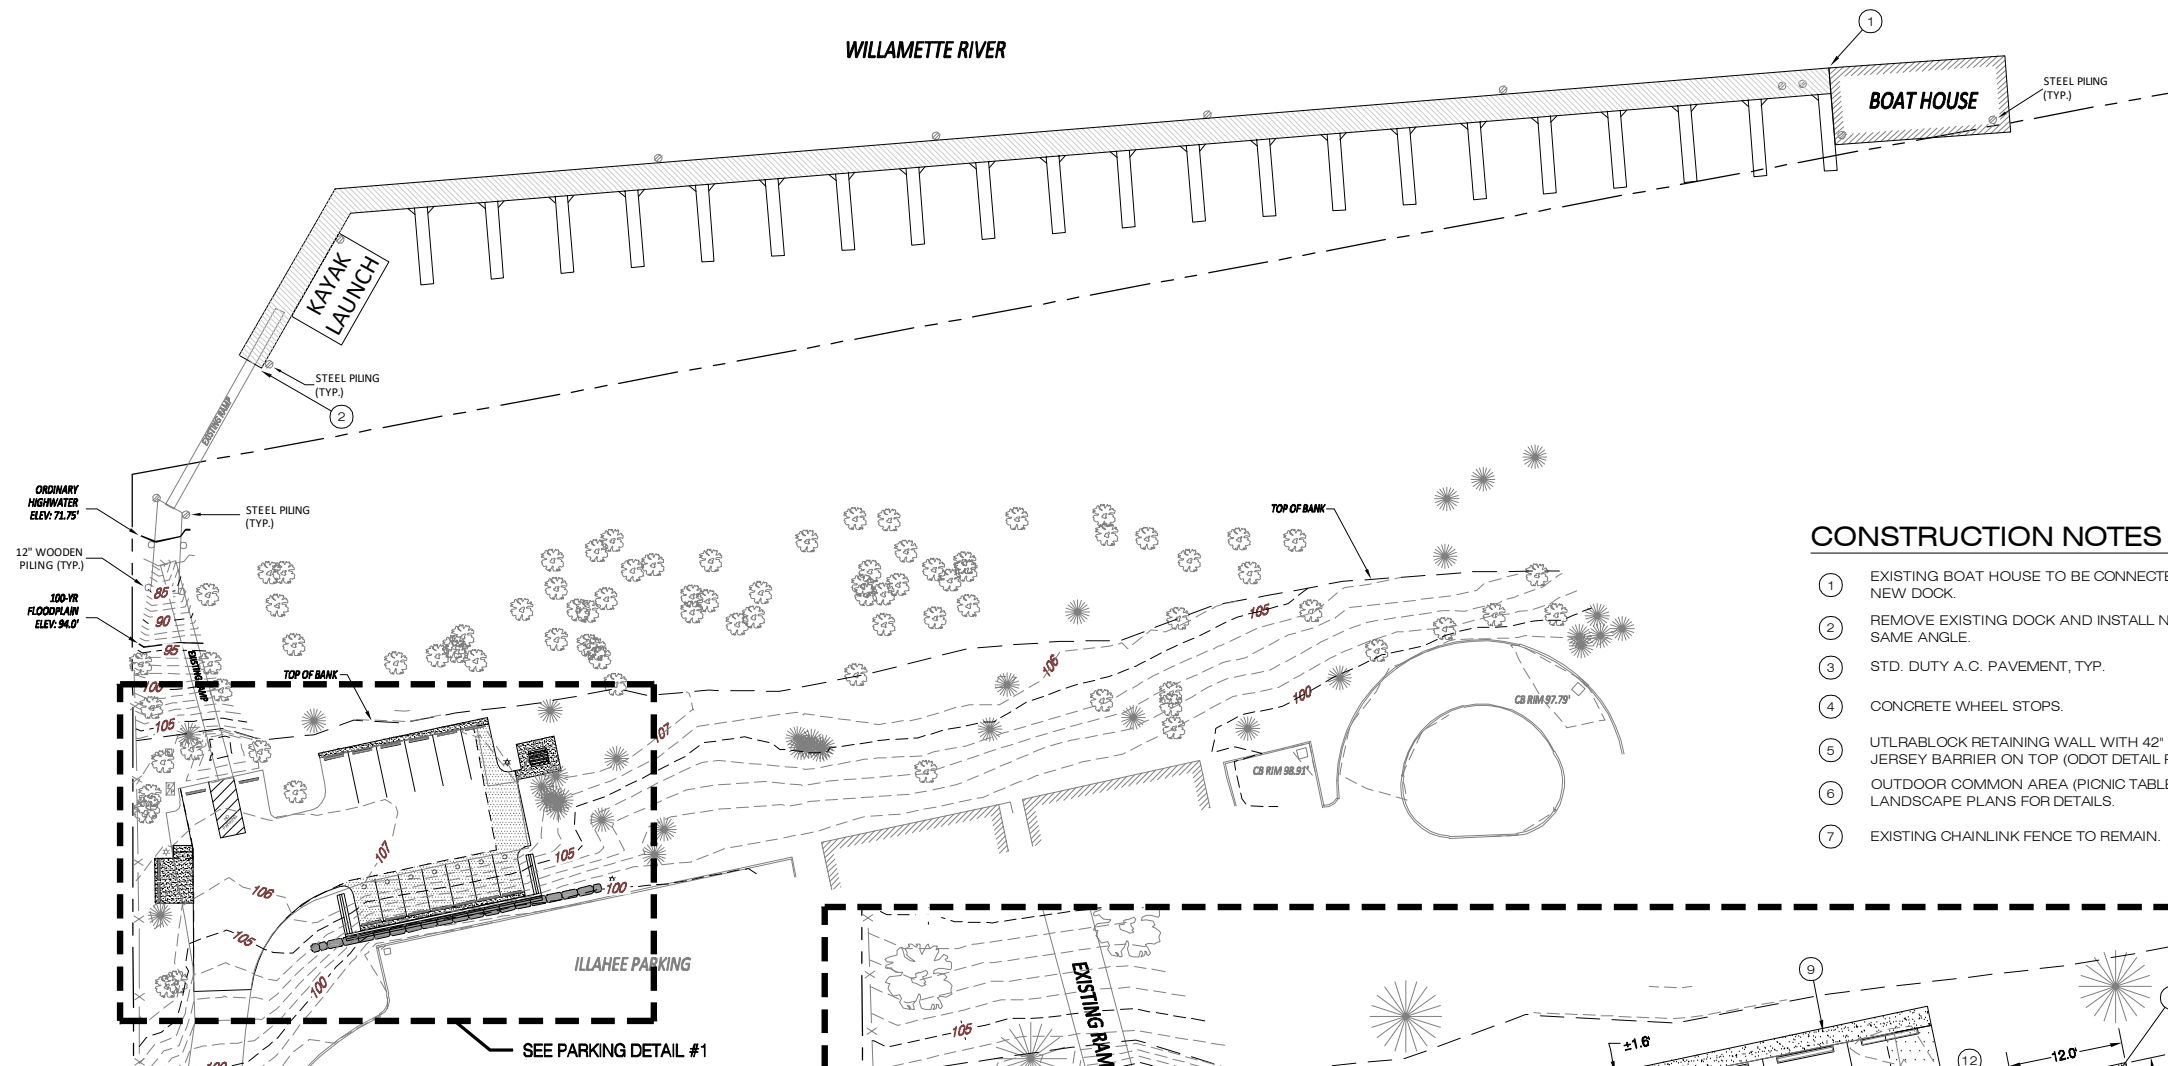 WILLAMETTE RIVER
1
BOAT HOUSE
STEEL PILING
(TYP.)
KAYAK
LAUNCH
STEEL PILING
(TYP.)
2
EXISTING RAMP
ORDINARY
HIGHWATER
ELEV: 71.75'
STEEL PILING
(TYP.)
12" WOODEN
PILING (TYP.)
100-YR
FLOODPLAIN
ELEV: 94.0'
85
90
95
100
105
EXISTING RAMP
TOP OF BANK
TOP OF BANK
105
106
100
107
CB RIM 97.79'
CB RIM 98.91'
107
106
105
100
105
100
100
ILLAHEE PARKING
SEE PARKING DETAIL #1
CONSTRUCTION NOTES
1 EXISTING BOAT HOUSE TO BE CONNECTE
NEW DOCK.
2 REMOVE EXISTING DOCK AND INSTALL N
SAME ANGLE.
3 STD. DUTY A.C. PAVEMENT, TYP.
4 CONCRETE WHEEL STOPS.
5 UTLRABLOCK RETAINING WALL WITH 42"
JERSEY BARRIER ON TOP (ODOT DETAIL
6 OUTDOOR COMMON AREA (PICNIC TABLE
LANDSCAPE PLANS FOR DETAILS.
7 EXISTING CHAINLINK FENCE TO REMAIN.
EXISTING RAM
105
9
±1.6'
12
12.0'